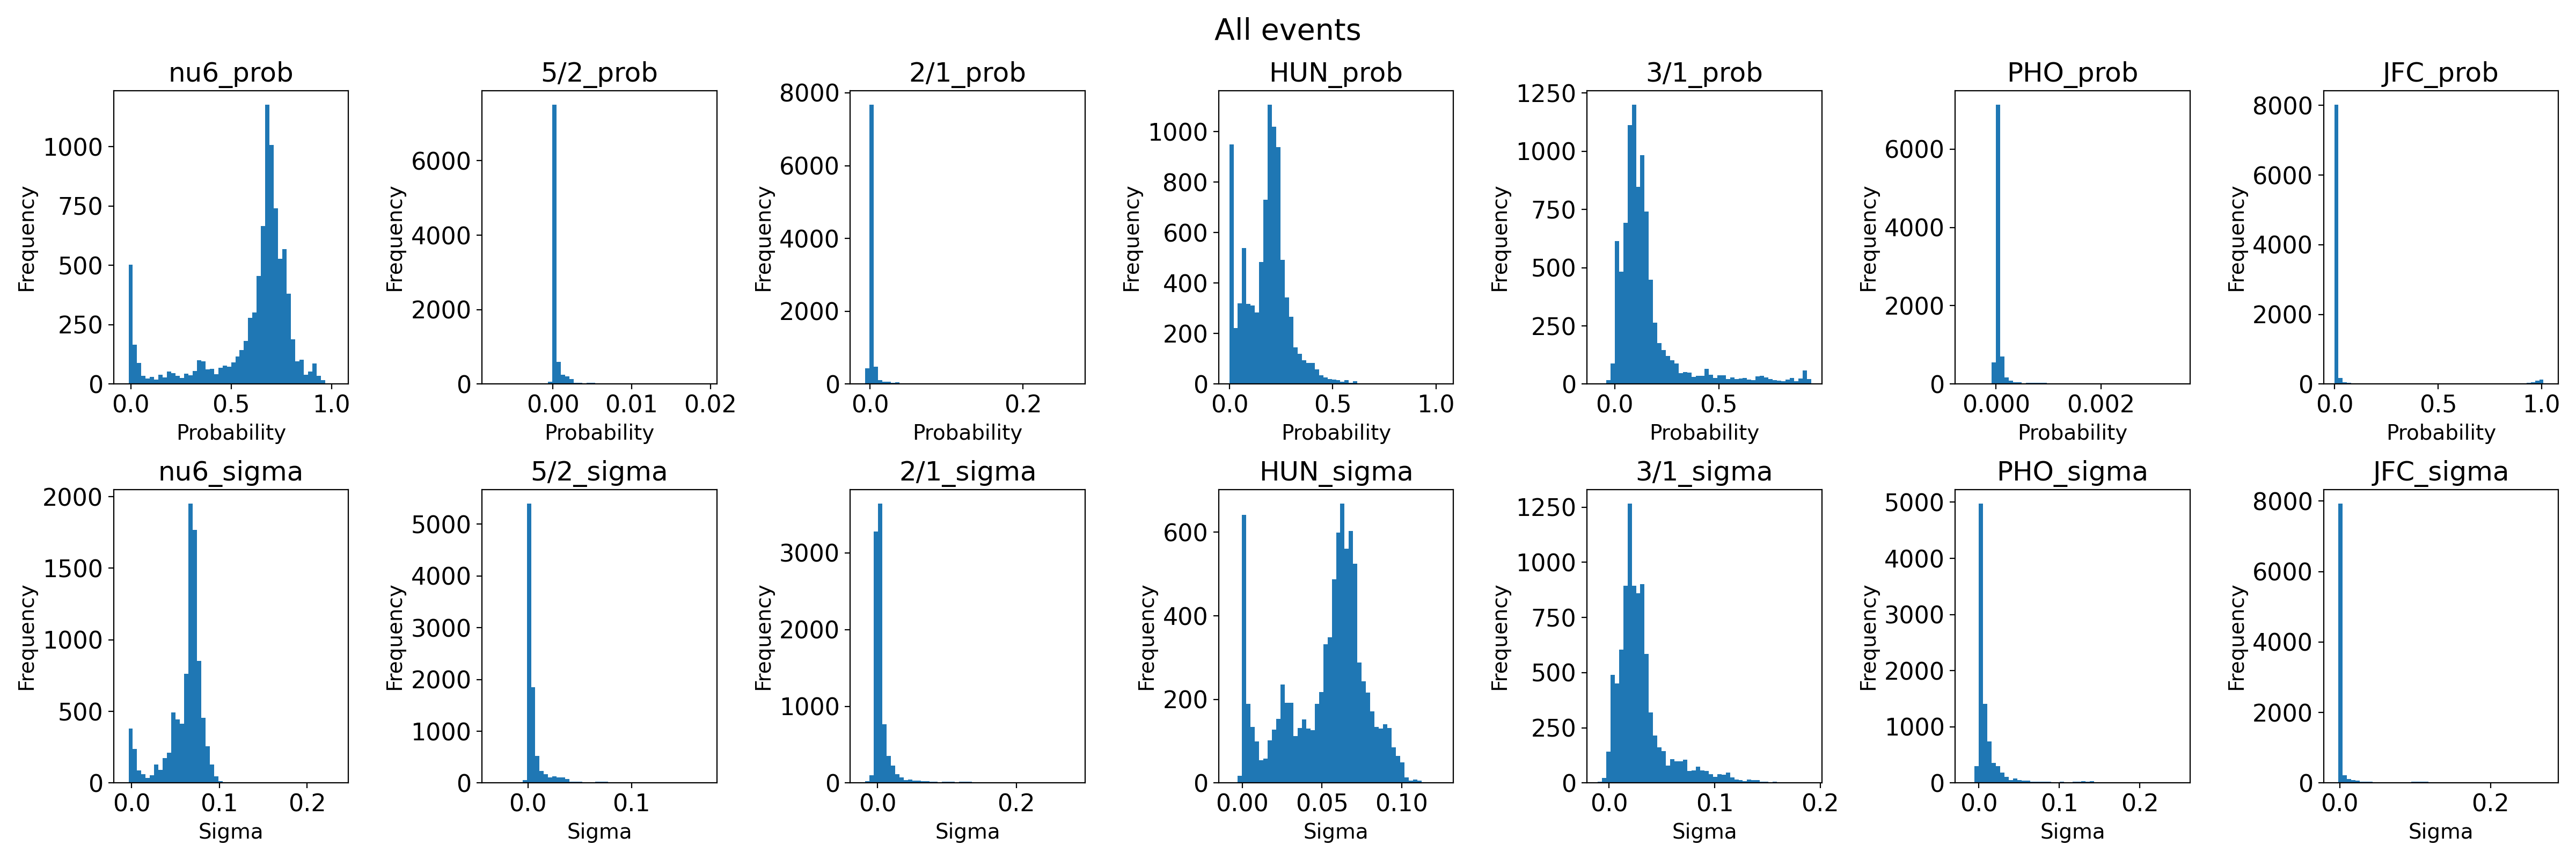 All events
nu6_prob 5/2_prob 2/1_prob HUN_prob 3/1_prob PHO_prob JFC_prob
Frequency
0 250 500 750 1000
0.0 0.5 1.0
Probability
Frequency
0 2000 4000 6000
0.00 0.01 0.02
Probability
Frequency
0 2000 4000 6000 8000
0.0 0.2
Probability
Frequency
0 200 400 600 800 1000
0.0 0.5 1.0
Probability
Frequency
0 250 500 750 1000 1250
0.0 0.5
Probability
Frequency
0 2000 4000 6000
0.000 0.002
Probability
Frequency
0 2000 4000 6000 8000
0.0 0.5 1.0
Probability
nu6_sigma 5/2_sigma 2/1_sigma HUN_sigma 3/1_sigma PHO_sigma JFC_sigma
Frequency
0 500 1000 1500 2000
0.0 0.1 0.2
Sigma
Frequency
0 1000 2000 3000 4000 5000
0.0 0.1
Sigma
Frequency
0 1000 2000 3000
0.0 0.2
Sigma
Frequency
0 200 400 600
0.00 0.05 0.10
Sigma
Frequency
0 250 500 750 1000 1250
0.0 0.1 0.2
Sigma
Frequency
0 1000 2000 3000 4000 5000
0.0 0.1 0.2
Sigma
Frequency
0 2000 4000 6000 8000
0.0 0.2
Sigma